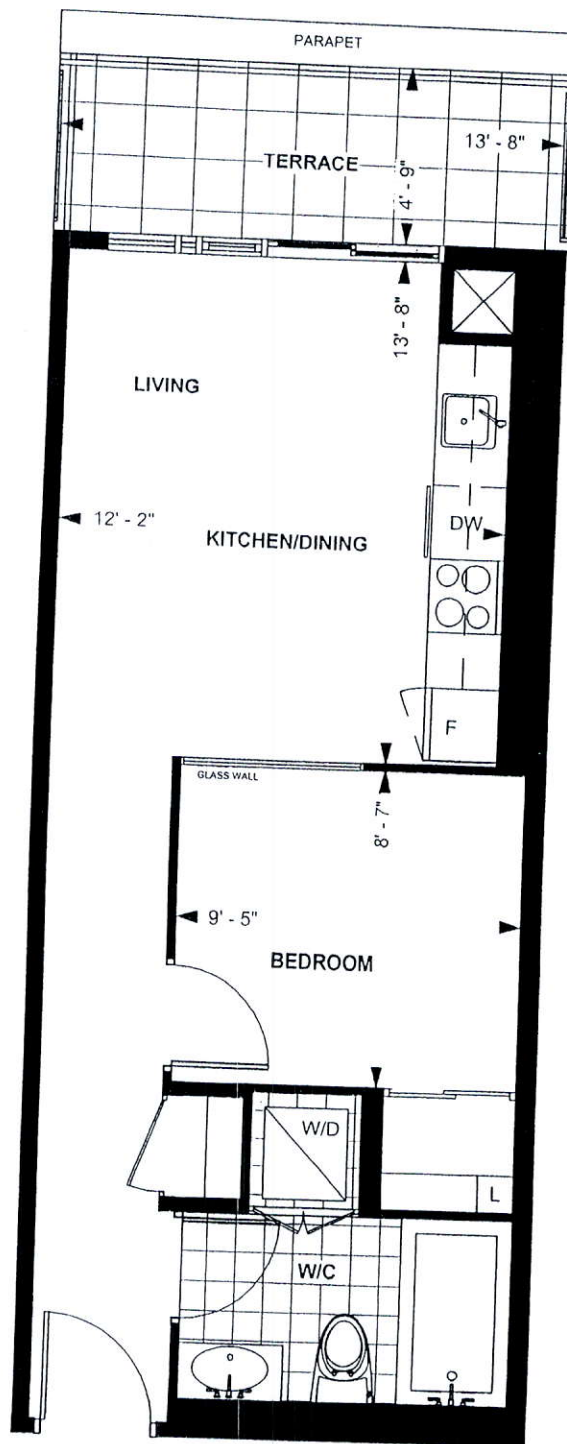 PARAPET
13' - 8"
TERRACE
4' - 9"
13' - 8"
LIVING
12' - 2"
DW
KITCHEN/DINING
F
GLASS WALL
8' - 7"
9' - 5"
BEDROOM
W/D
L
W/C